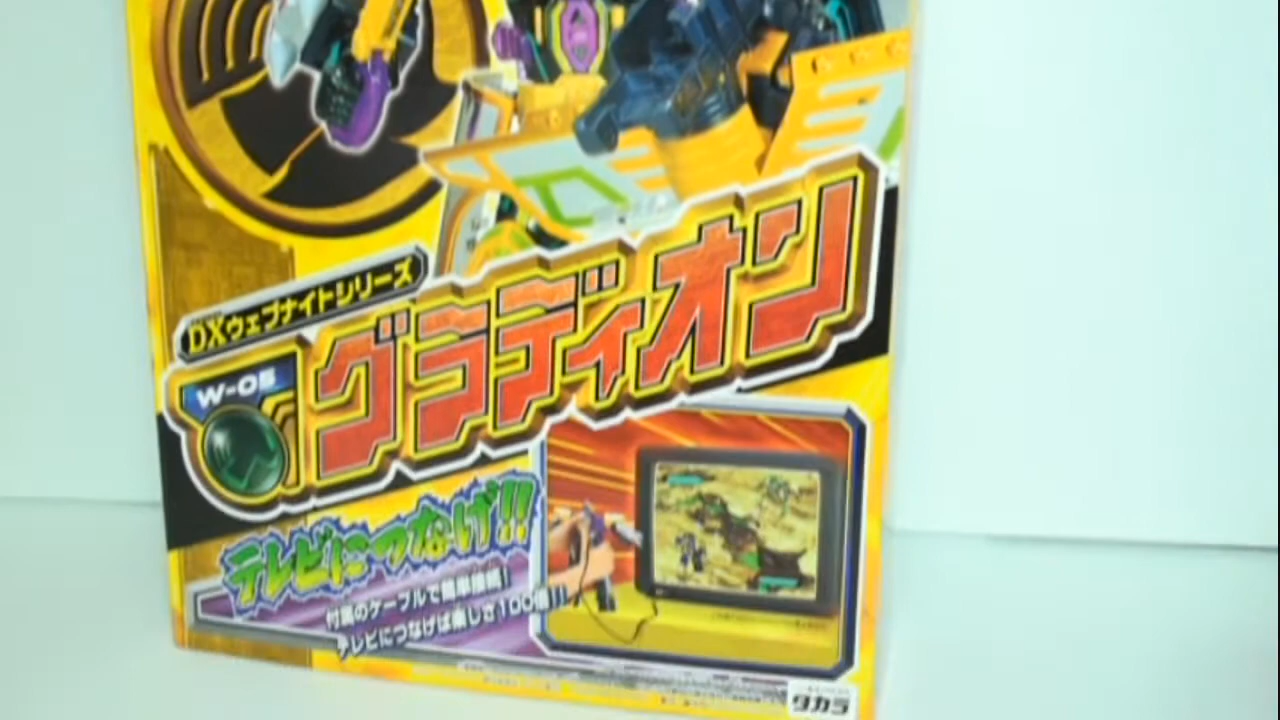 DXウェブナイトシリーズ
W-05
グラディオン
テレビにつなげ!!
付属のケーブルで簡単接続!
テレビにつなげば楽しさ100倍!!
タカラ